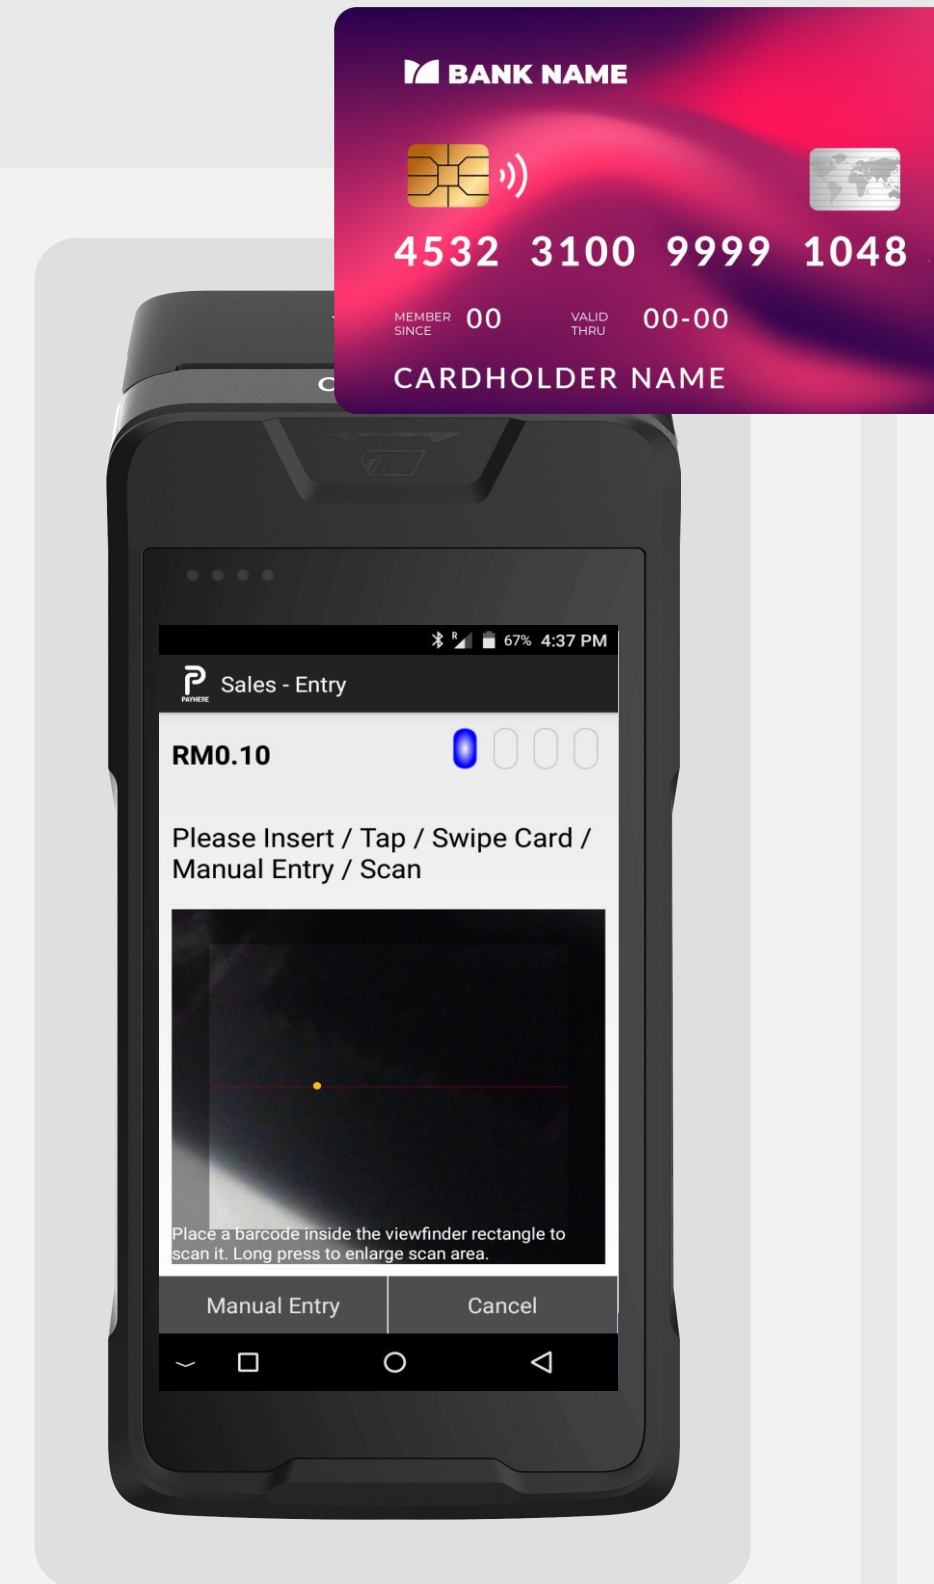 BANK NAME
4532 3100 9999 1048
MEMBER SINCE 00 VALID THRU 00-00
CARDHOLDER NAME
R 67% 4:37 PM
PAYHERE
Sales - Entry
RM0.10
Please Insert / Tap / Swipe Card /
Manual Entry / Scan
Place a barcode inside the viewfinder rectangle to
scan it. Long press to enlarge scan area.
Manual Entry Cancel